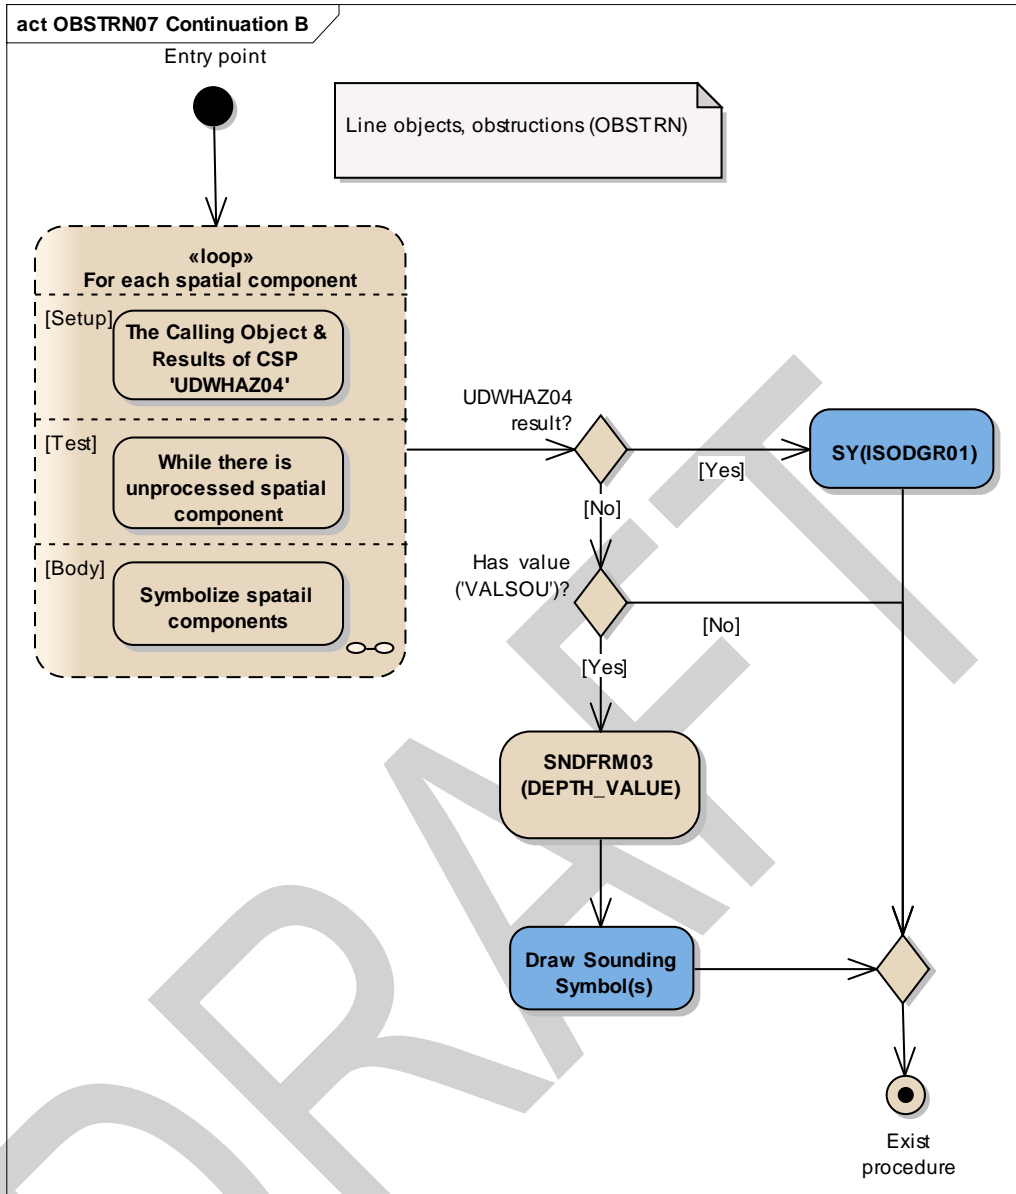 act OBSTRN07 Continuation B
Entry point
Line objects, obstructions (OBSTRN)
«loop»
For each spatial component
[Setup]
The Calling Object &
Results of CSP
'UDWHAZ04'
[Test]
While there is
unprocessed spatial
component
[Body]
Symbolize spatail
components
UDWHAZ04
result?
[Yes]
SY(ISODGR01)
[No]
Has value
('VALSOU')?
[No]
[Yes]
SNDFRM03
(DEPTH_VALUE)
Draw Sounding
Symbol(s)
Exist
procedure
DRAFT